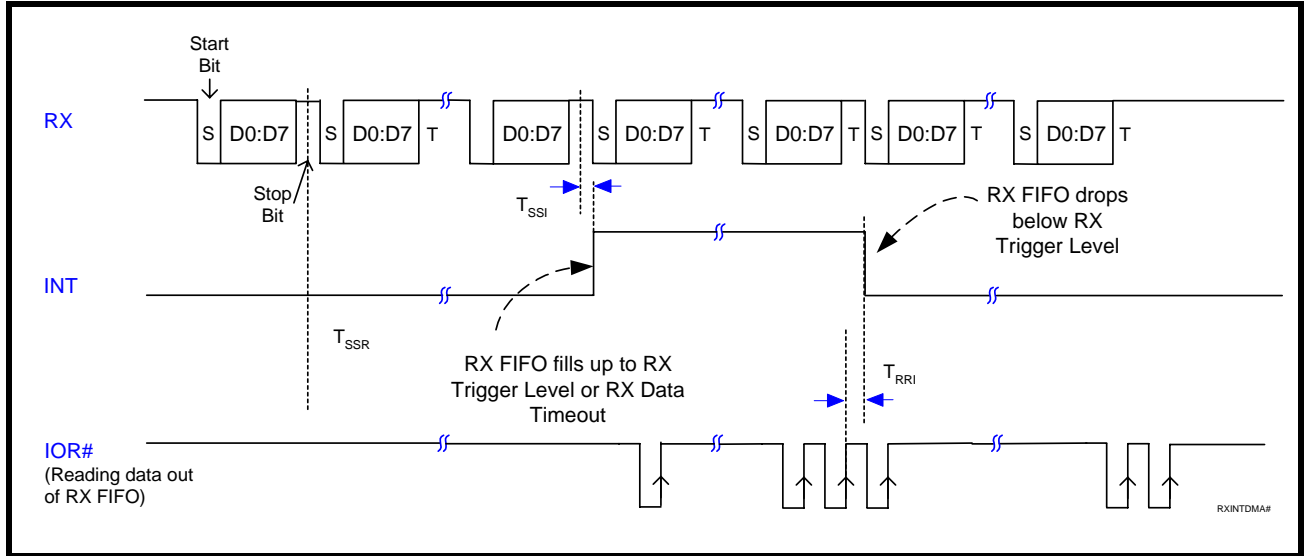 Start
Bit
RX
S
D0:D7
S
D0:D7
T
D0:D7
S
D0:D7
T
S
D0:D7
T
S
D0:D7
T
S
D0:D7
T
Stop
Bit
TSSI
RX FIFO drops
below RX
Trigger Level
INT
TSSR
RX FIFO fills up to RX
Trigger Level or RX Data
Timeout
TRRI
IOR#
(Reading data out
of RX FIFO)
RXINTDMA#